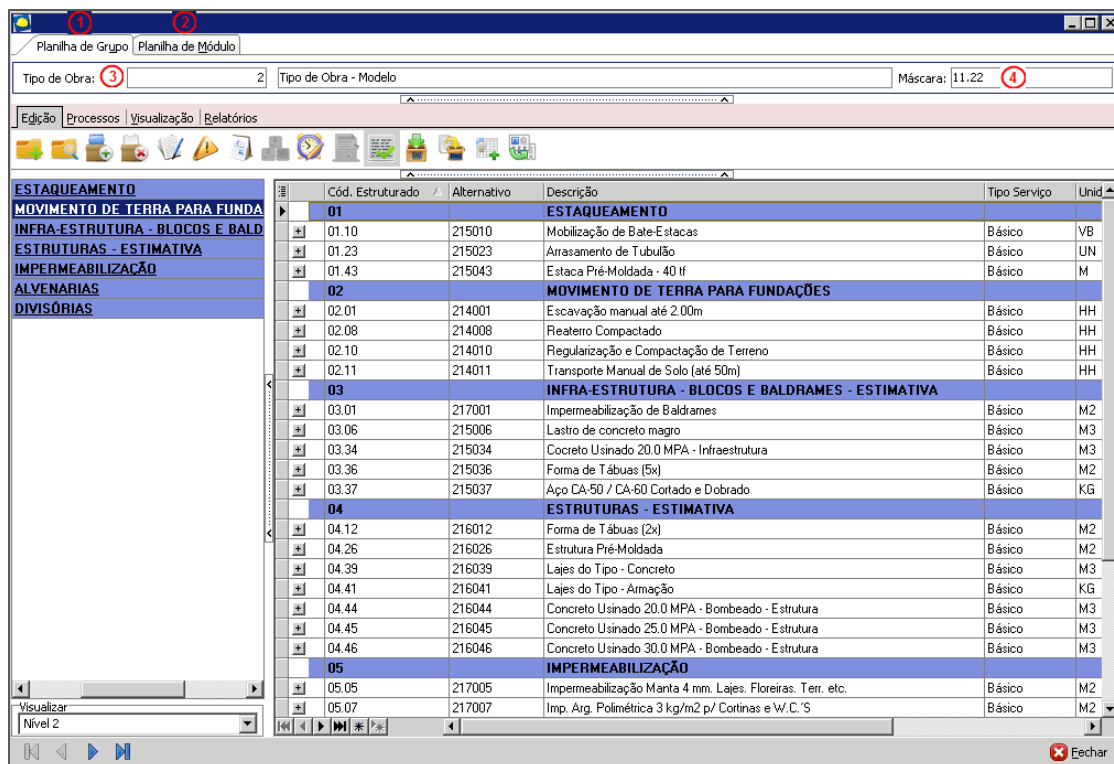 1 2
Planilha de Grupo Planilha de Módulo
Tipo de Obra: 3 2 Tipo de Obra - Modelo Máscara: 11.22 4
Edição Processos Visualização Relatórios
ESTAQUEAMENTO
MOVIMENTO DE TERRA PARA FUNDA
INFRA-ESTRUTURA - BLOCOS E BALD
ESTRUTURAS - ESTIMATIVA
IMPERMEABILIZAÇÃO
ALVENARIAS
DIVISÓRIAS
Cód. Estruturado Alternativo Descrição Tipo Serviço Unid
01 ESTAQUEAMENTO
01.10 215010 Mobilização de Bate-Estacas Básico VB
01.23 215023 Arrasamento de Tubulão Básico UN
01.43 215043 Estaca Pré-Moldada - 40 tf Básico M
02 MOVIMENTO DE TERRA PARA FUNDAÇÕES
02.01 214001 Escavação manual até 2.00m Básico HH
02.08 214008 Reaterro Compactado Básico HH
02.10 214010 Regularização e Compactação de Terreno Básico HH
02.11 214011 Transporte Manual de Solo (até 50m) Básico HH
03 INFRA-ESTRUTURA - BLOCOS E BALDRAMES - ESTIMATIVA
03.01 217001 Impermeabilização de Baldrames Básico M2
03.06 215006 Lastro de concreto magro Básico M3
03.34 215034 Cocreto Usinado 20.0 MPA - Infraestrutura Básico M3
03.36 215036 Forma de Tábuas (5x) Básico M2
03.37 215037 Aço CA-50 / CA-60 Cortado e Dobrado Básico KG
04 ESTRUTURAS - ESTIMATIVA
04.12 216012 Forma de Tábuas (2x) Básico M2
04.26 216026 Estrutura Pré-Moldada Básico M2
04.39 216039 Lajes do Tipo - Concreto Básico M3
04.41 216041 Lajes do Tipo - Armação Básico KG
04.44 216044 Concreto Usinado 20.0 MPA - Bombeado - Estrutura Básico M3
04.45 216045 Concreto Usinado 25.0 MPA - Bombeado - Estrutura Básico M3
04.46 216046 Concreto Usinado 30.0 MPA - Bombeado - Estrutura Básico M3
05 IMPERMEABILIZAÇÃO
05.05 217005 Impermeabilização Manta 4 mm. Lajes. Floreiras. Terr. etc. Básico M2
05.07 217007 Imp. Arg. Polimétrica 3 kg/m2 p/ Cortinas e W.C.´S Básico M2
Visualizar
Nível 2
Fechar